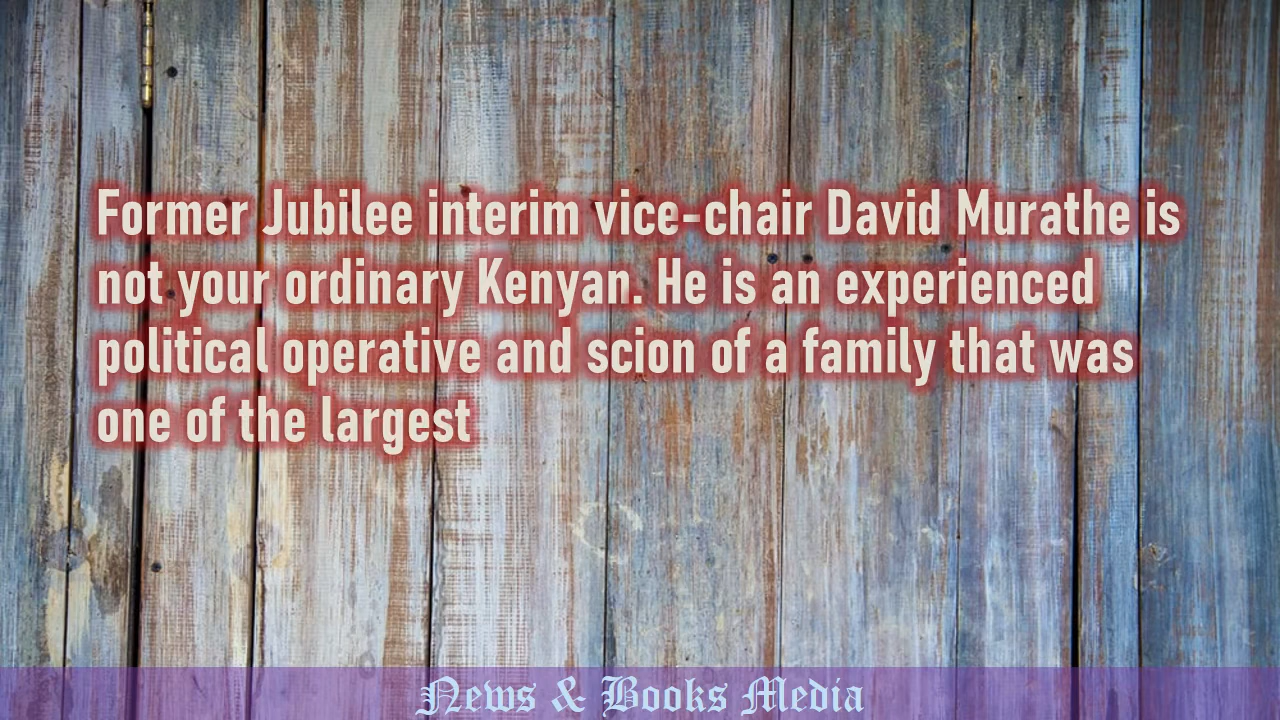 Former Jubilee interim vice-chair David Murathe is
not your ordinary Kenyan. He is an experienced
political operative and scion of a family that was
one of the largest
News & Books Media